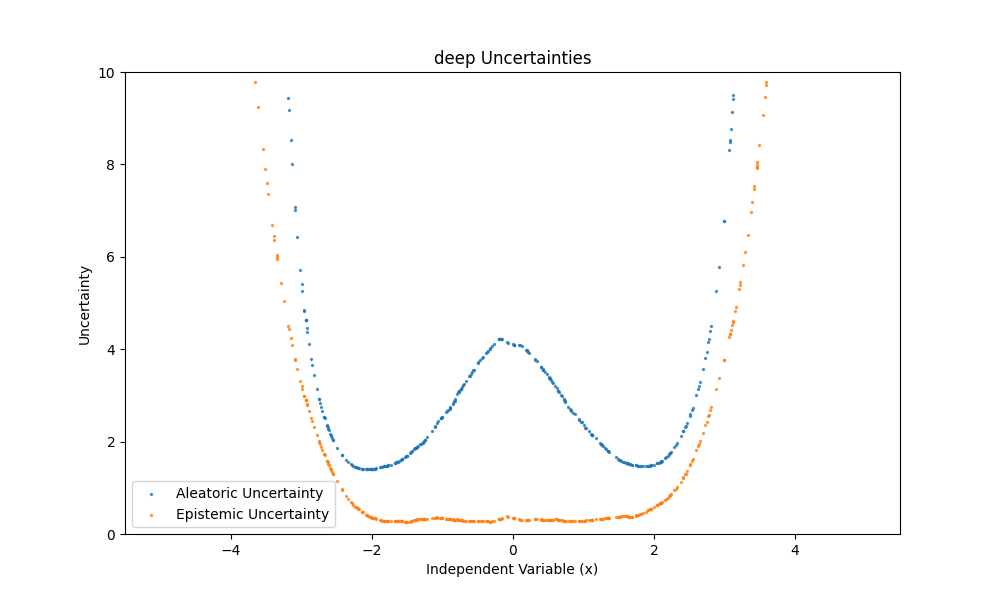 deep Uncertainties
10
8
6
4
2
0
Uncertainty
Aleatoric Uncertainty
Epistemic Uncertainty
−4 −2 0 2 4
Independent Variable (x)